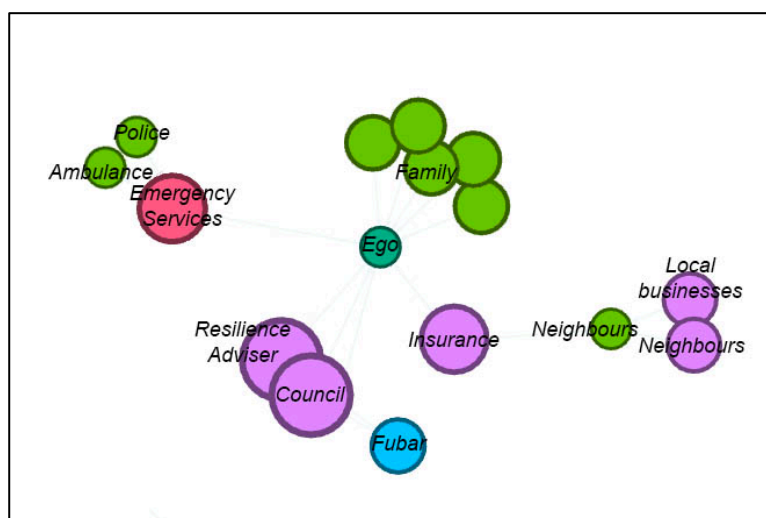 Police
Ambulance
Emergency
Services
Family
Ego
Local
businesses
Resilience
Adviser
Insurance
Neighbours
Neighbours
Council
Fubar